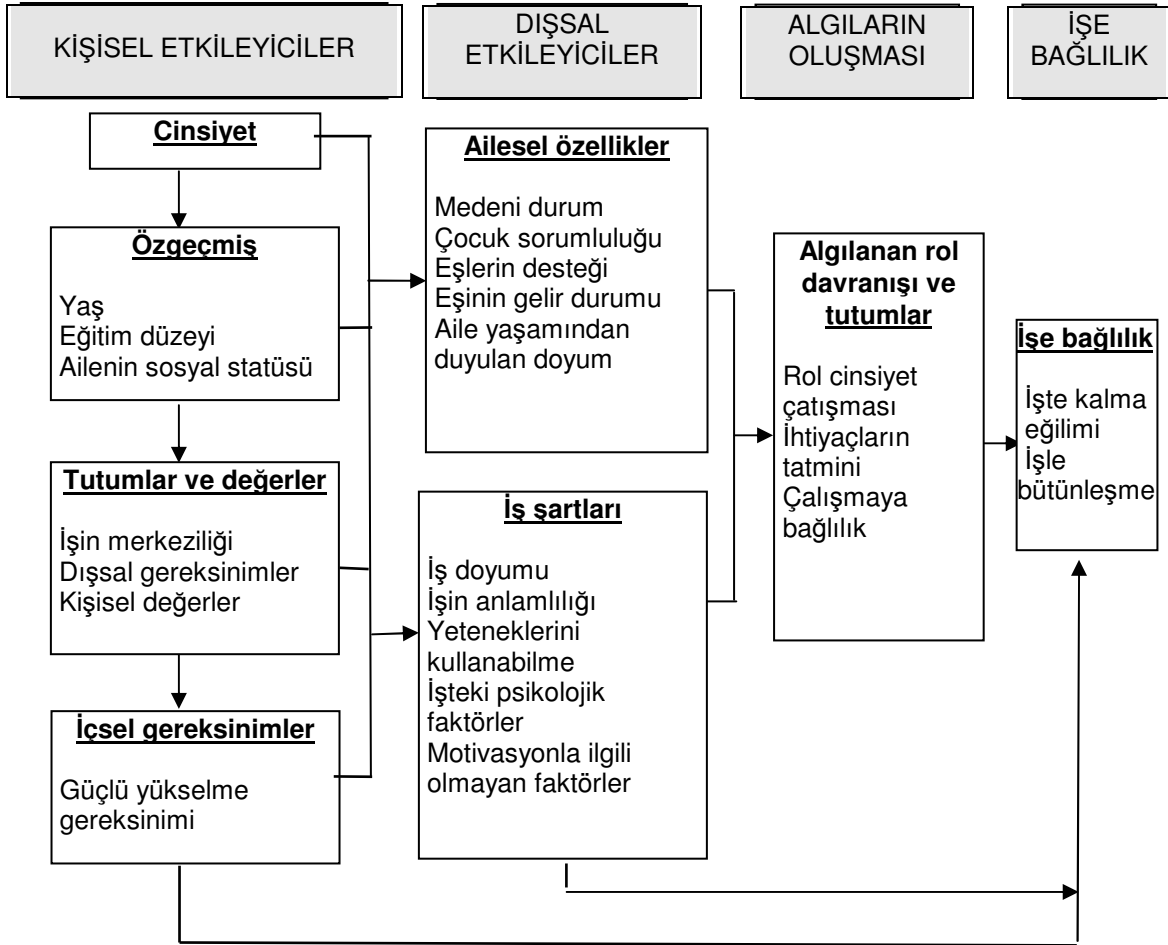 KİŞİSEL ETKİLEYİCİLER
DIŞSAL
ETKİLEYİCİLER
ALGILARIN
OLUŞMASI
İŞE
BAĞLILIK
Cinsiyet
Özgeçmiş
Yaş
Eğitim düzeyi
Ailenin sosyal statüsü
Tutumlar ve değerler
İşin merkeziliği
Dışsal gereksinimler
Kişisel değerler
İçsel gereksinimler
Güçlü yükselme
gereksinimi
Ailesel özellikler
Medeni durum
Çocuk sorumluluğu
Eşlerin desteği
Eşinin gelir durumu
Aile yaşamından
duyulan doyum
İş şartları
İş doyumu
İşin anlamlılığı
Yeteneklerini
kullanabilme
İşteki psikolojik
faktörler
Motivasyonla ilgili
olmayan faktörler
Algılanan rol
davranışı ve
tutumlar
Rol cinsiyet
çatışması
İhtiyaçların
tatmini
Çalışmaya
bağlılık
İşe bağlılık
İşte kalma
eğilimi
İşle
bütünleşme